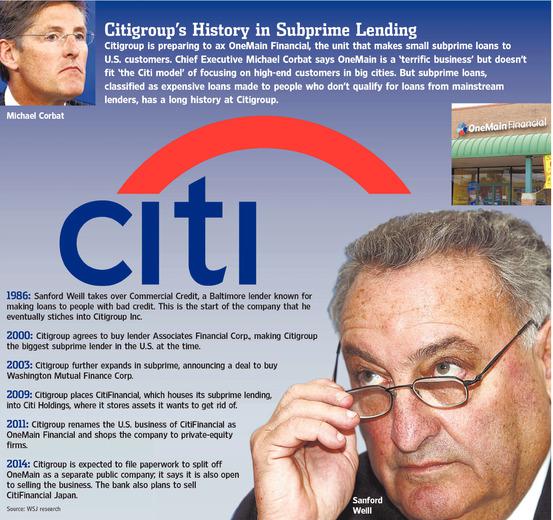 Citigroup's History in Subprime Lending
Citigroup is preparing to ax OneMain Financial, the unit that makes small subprime loans to
U.S. customers. Chief Executive Michael Corbat says OneMain is a 'terrific business' but doesn't
fit 'the Citi model' of focusing on high-end customers in big cities. But subprime loans,
classified as expensive loans made to people who don't qualify for loans from mainstream
lenders, has a long history at Citigroup.
Michael Corbat
OneMain Financial
citi
1986: Sanford Weill takes over Commercial Credit, a Baltimore lender known for
making loans to people with bad credit. This is the start of the company that he
eventually stiches into Citigroup Inc.
2000: Citigroup agrees to buy lender Associates Financial Corp., making Citigroup
the biggest subprime lender in the U.S. at the time.
2003: Citigroup further expands in subprime, announcing a deal to buy
Washington Mutual Finance Corp.
2009: Citigroup places CitiFinancial, which houses its subprime lending,
into Citi Holdings, where it stores assets it wants to get rid of.
2011: Citigroup renames the U.S. business of CitiFinancial as
OneMain Financial and shops the company to private-equity
firms.
2014: Citigroup is expected to file paperwork to split off
OneMain as a separate public company; it says it is also open
to selling the business. The bank also plans to sell
CitiFinancial Japan.
Source: WSJ research
Sanford
Weill